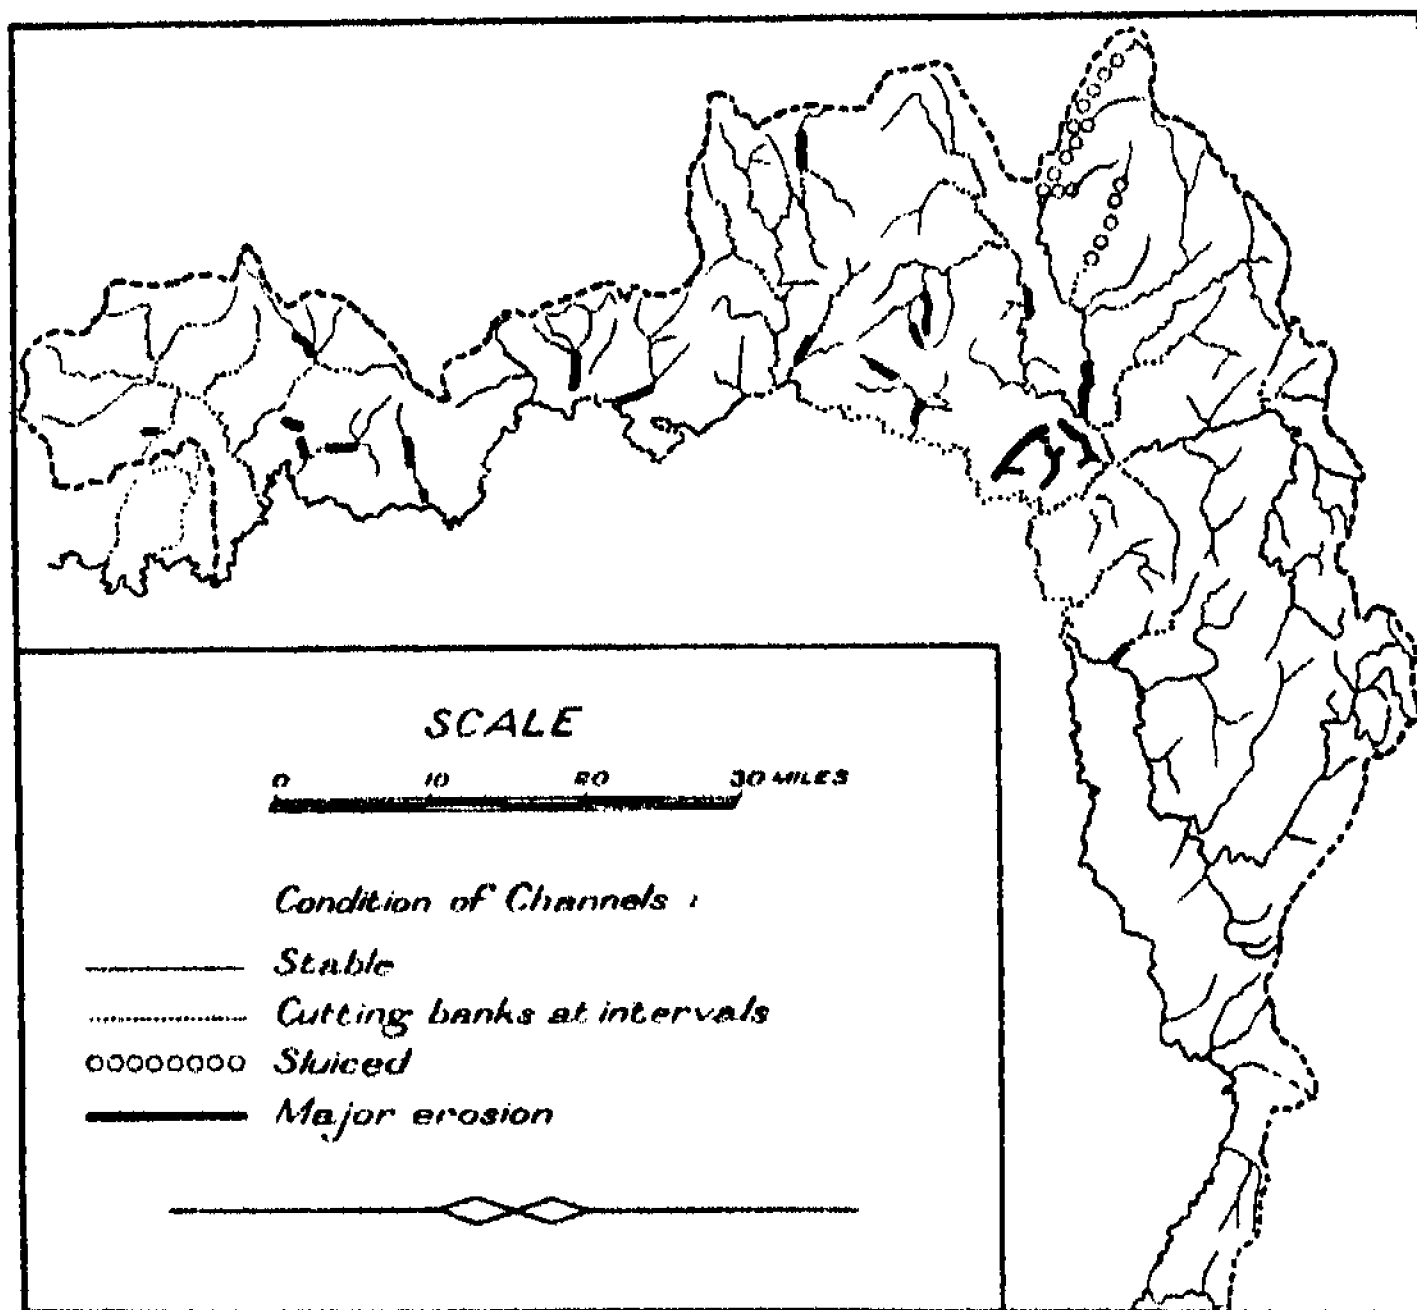 SCALE
0 10 20 30 MILES
Condition of Channels :
Stable
Cutting banks at intervals
Sluiced
Major erosion